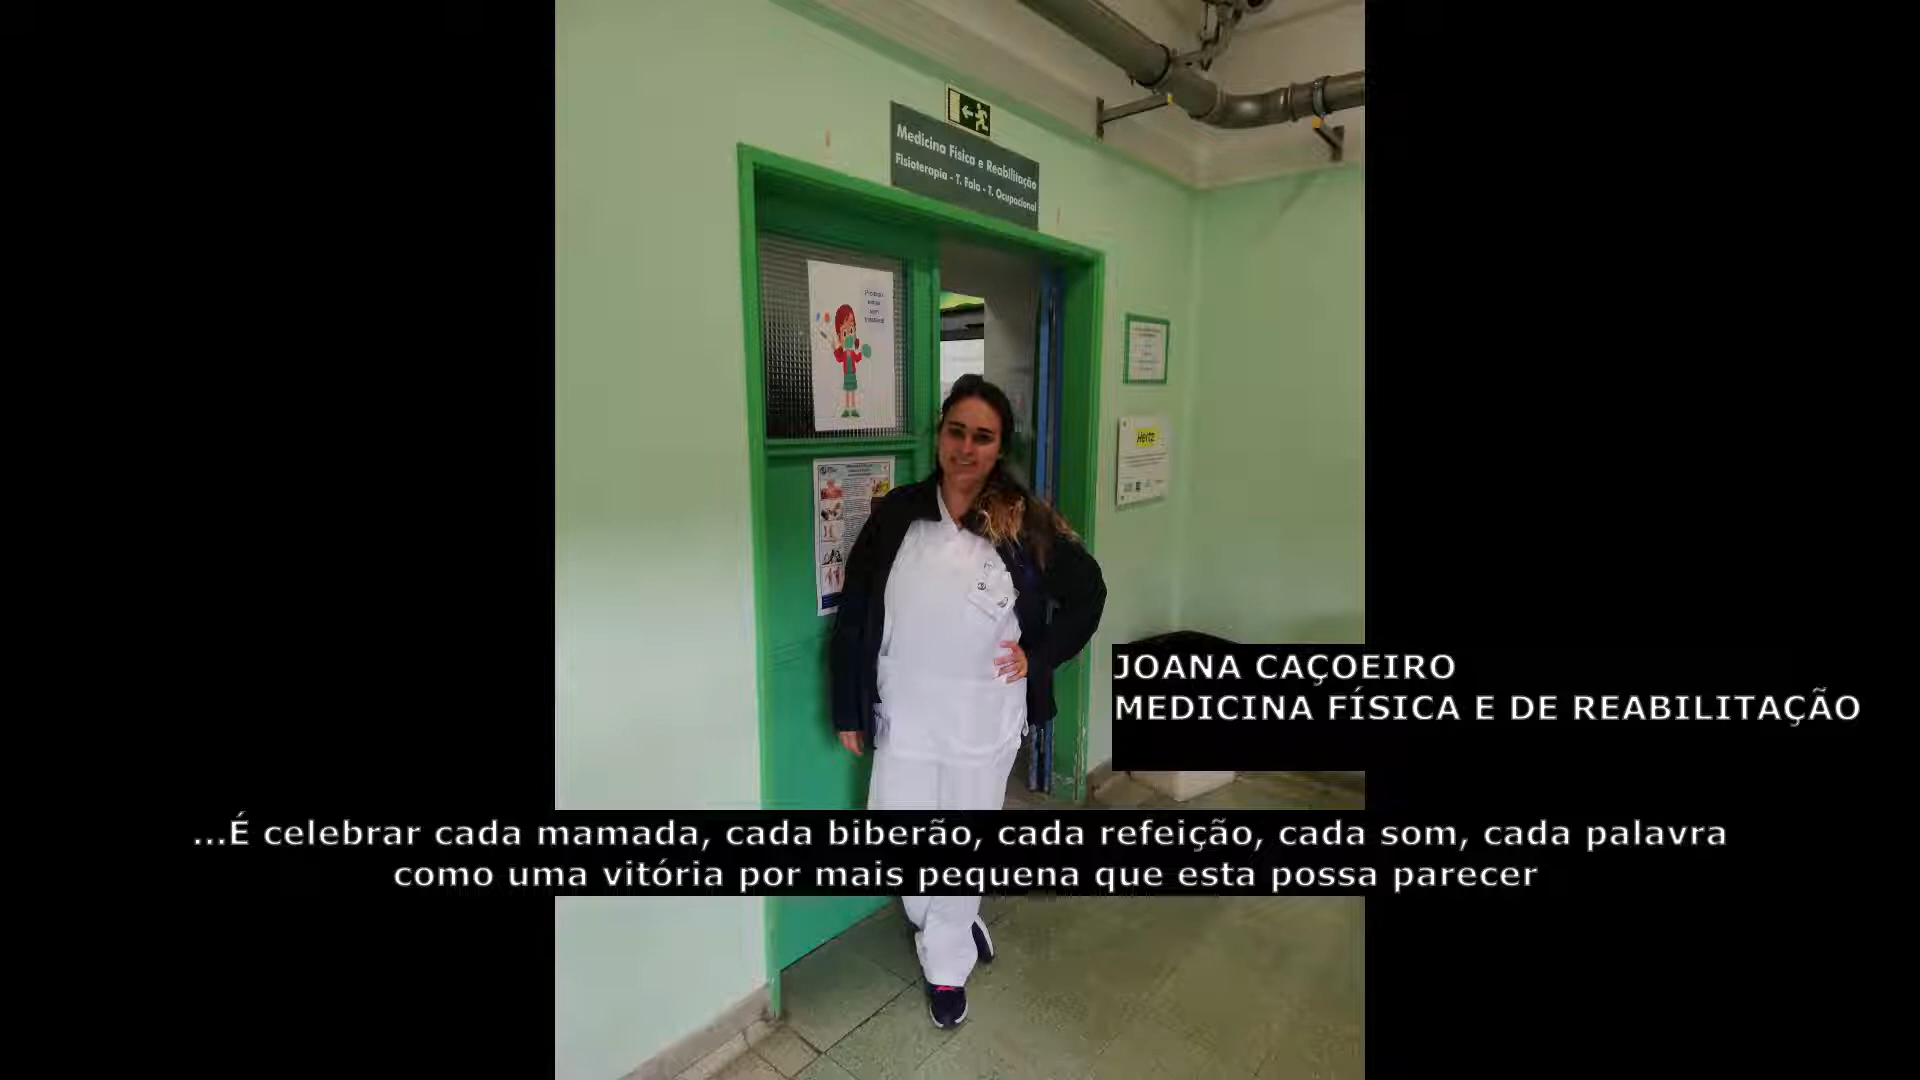 Medicina Física e Reabilitação
Fisioterapia - T. Fala - T. Ocupacional
Hertz
JOANA CAÇOEIRO
MEDICINA FÍSICA E DE REABILITAÇÃO
...É celebrar cada mamada, cada biberão, cada refeição, cada som, cada palavra
como uma vitória por mais pequena que esta possa parecer